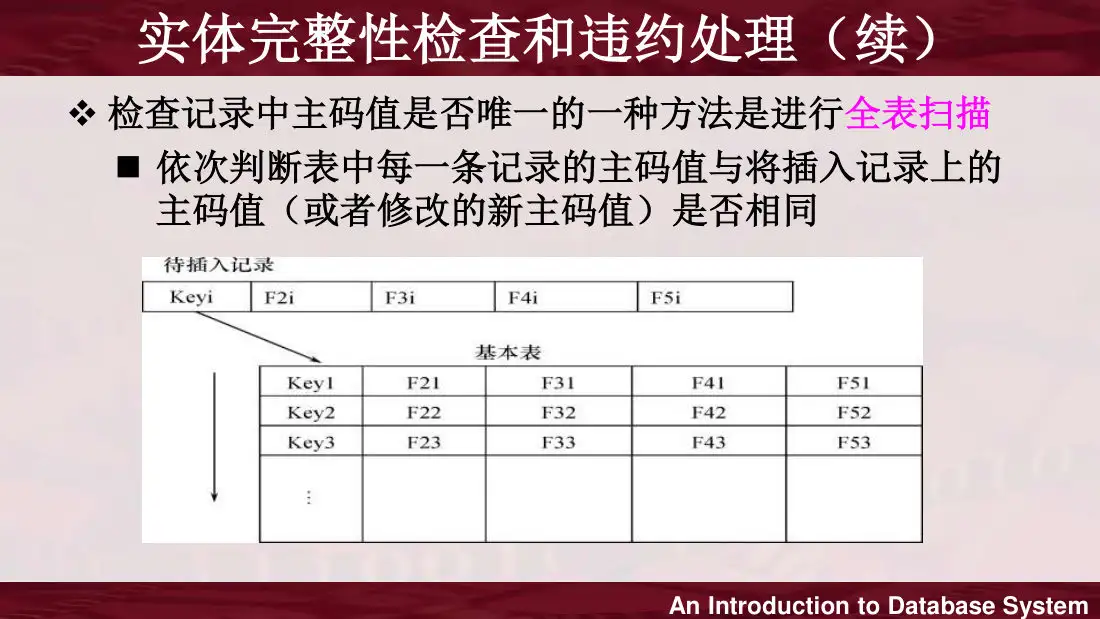 实体完整性检查和违约处理（续）
❖ 检查记录中主码值是否唯一的一种方法是进行全表扫描
■ 依次判断表中每一条记录的主码值与将插入记录上的
主码值（或者修改的新主码值）是否相同
待插入记录
Keyi F2i F3i F4i F5i
基本表
Key1 F21 F31 F41 F51
Key2 F22 F32 F42 F52
Key3 F23 F33 F43 F53
⋮
An Introduction to Database System